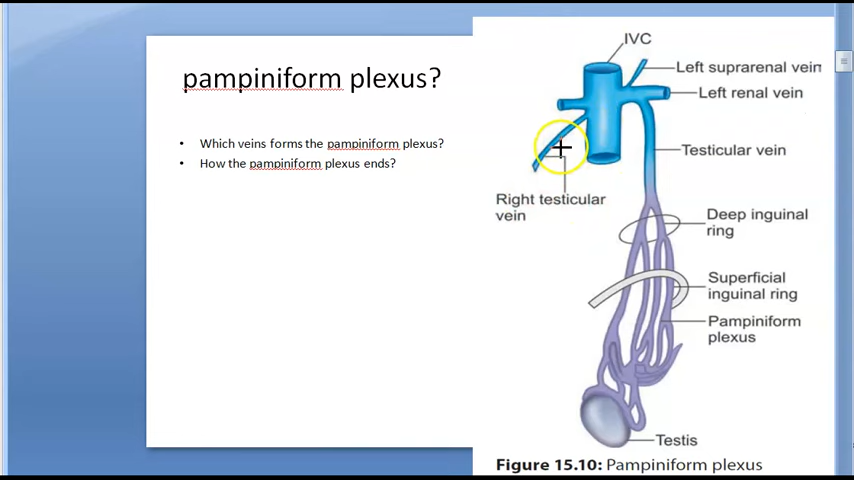 pampiniform plexus?
• Which veins forms the pampiniform plexus?
• How the pampiniform plexus ends?
IVC
Left suprarenal vein
Left renal vein
Testicular vein
Right testicular
vein
Deep inguinal
ring
Superficial
inguinal ring
Pampiniform
plexus
Testis
Figure 15.10: Pampiniform plexus